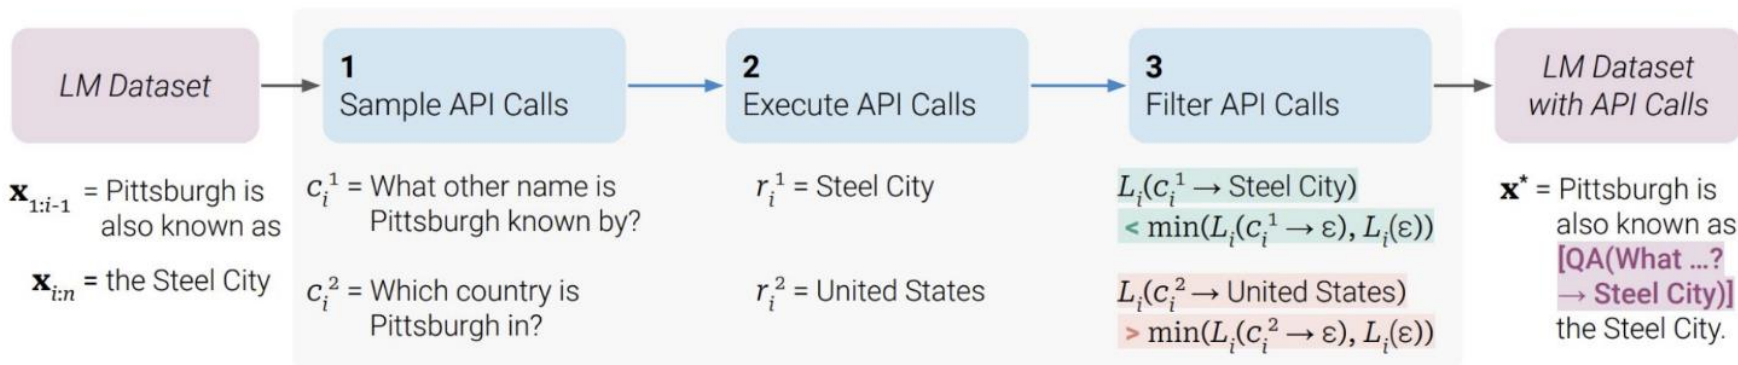 LM Dataset
1
Sample API Calls
2
Execute API Calls
3
Filter API Calls
LM Dataset
with API Calls
x₁:ᵢ₋₁ = Pittsburgh is
also known as
xᵢ:ₙ = the Steel City
cᵢ¹ = What other name is
Pittsburgh known by?
cᵢ² = Which country is
Pittsburgh in?
rᵢ¹ = Steel City
rᵢ² = United States
Lᵢ(cᵢ¹ → Steel City)
< min(Lᵢ(cᵢ¹ → ε), Lᵢ(ε))
Lᵢ(cᵢ² → United States)
> min(Lᵢ(cᵢ² → ε), Lᵢ(ε))
x* = Pittsburgh is
also known as
[QA(What ...?
→ Steel City)]
the Steel City.